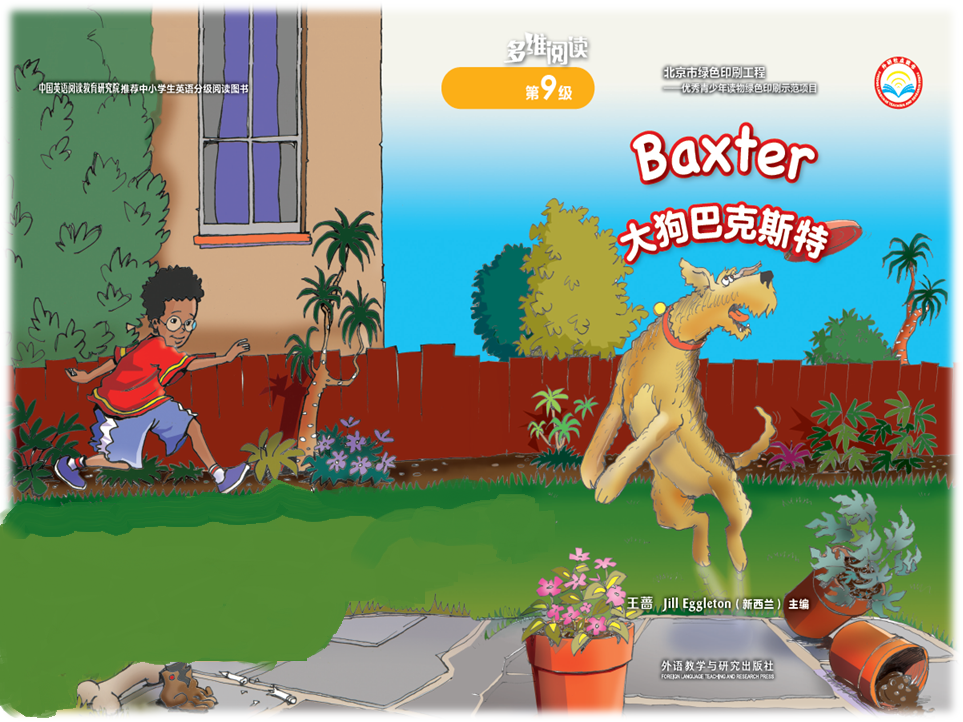 中国英语阅读教育研究院推荐中小学生英语分级阅读图书
多维阅读
第9级
北京市绿色印刷工程
——优秀青少年读物绿色印刷示范项目
Baxter
大狗巴克斯特
王蔷 Jill Eggleton（新西兰）主编
外语教学与研究出版社
FOREIGN LANGUAGE TEACHING AND RESEARCH PRESS